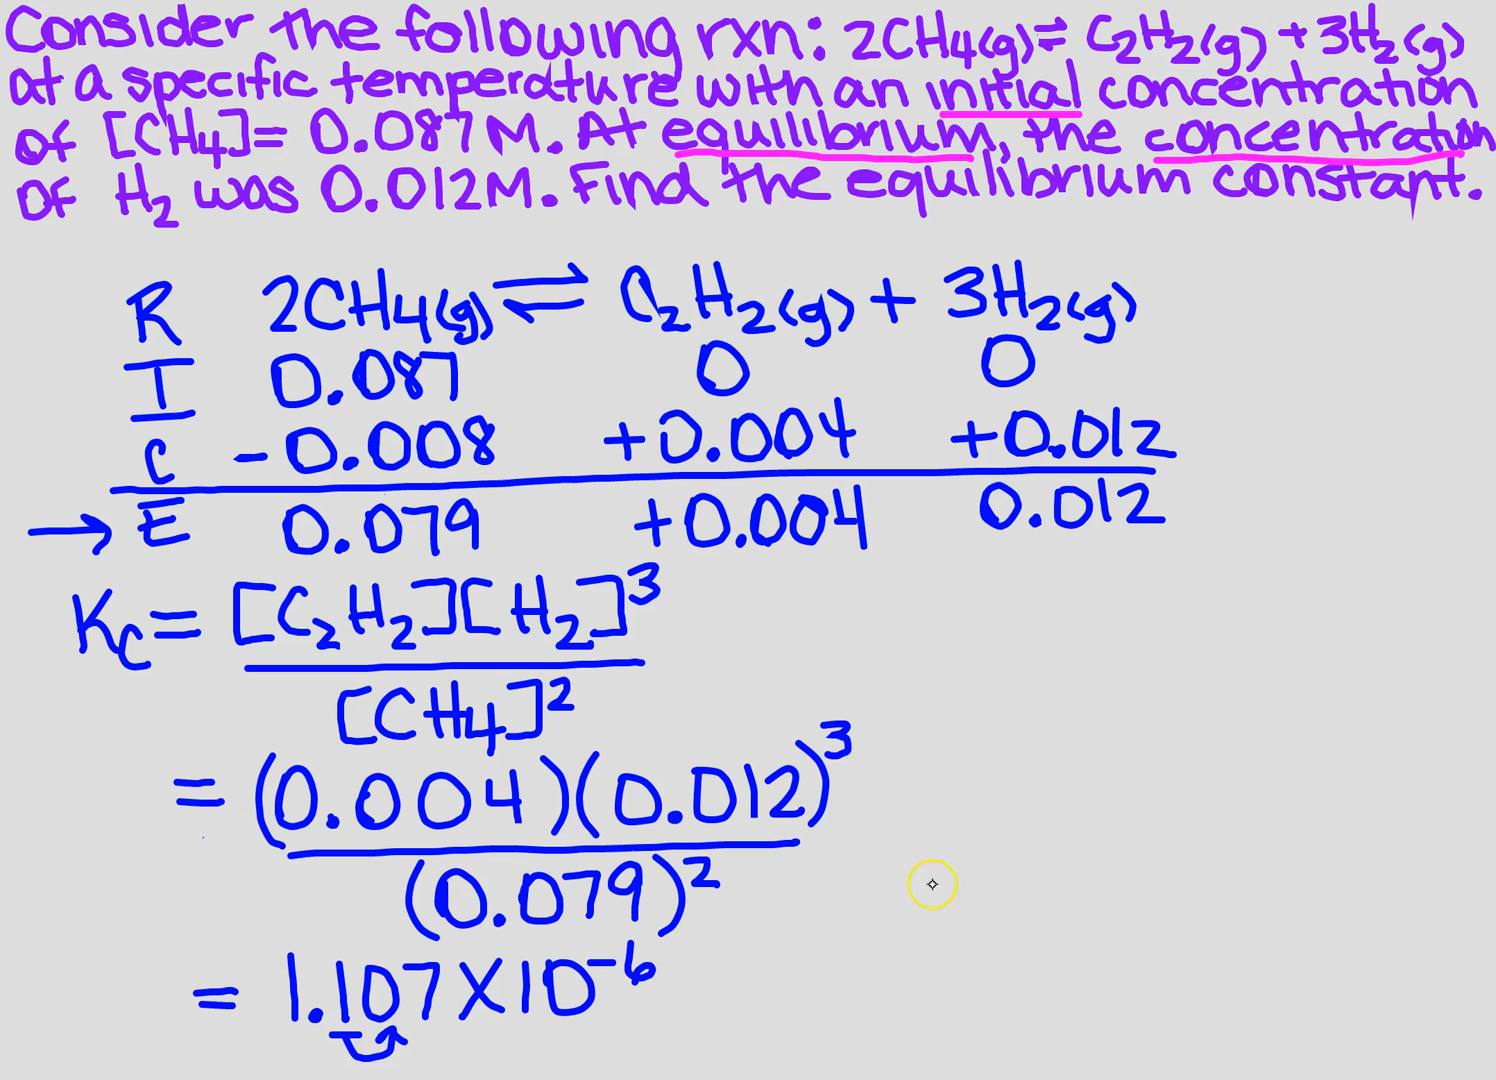 Consider the following rxn: 2CH₄(g) ⇌ C₂H₂(g) + 3H₂(g)
at a specific temperature with an initial concentration
of [CH₄] = 0.087M. At equilibrium, the concentration
of H₂ was 0.012M. Find the equilibrium constant.
R 2CH₄(g) ⇌ C₂H₂(g) + 3H₂(g)
I 0.087 0 0
C -0.008 +0.004 +0.012
→ E 0.079 +0.004 0.012
Kc = [C₂H₂][H₂]³
[CH₄]²
= (0.004)(0.012)³
(0.079)²
= 1.107 X 10⁻⁶